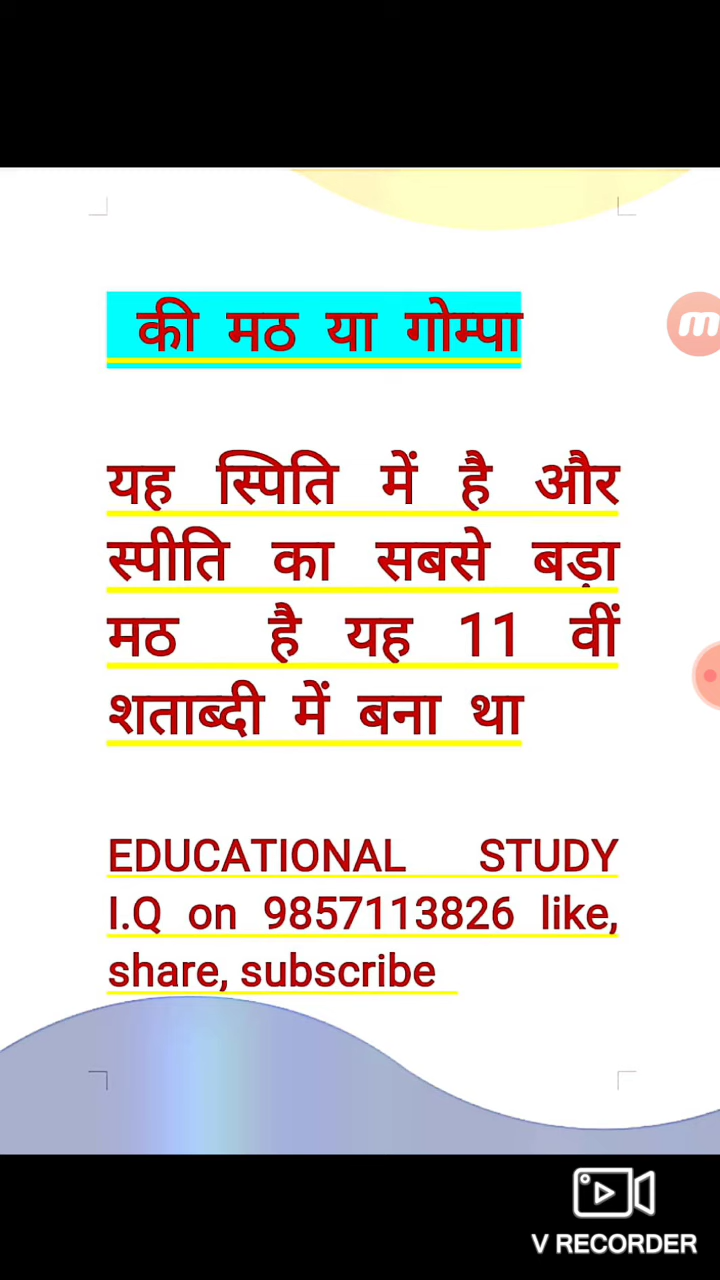 की मठ या गोम्पा
यह स्पिति में है और
स्पीति का सबसे बड़ा
मठ है यह 11 वीं
शताब्दी में बना था
EDUCATIONAL STUDY
I.Q on 9857113826 like,
share, subscribe
m
V RECORDER